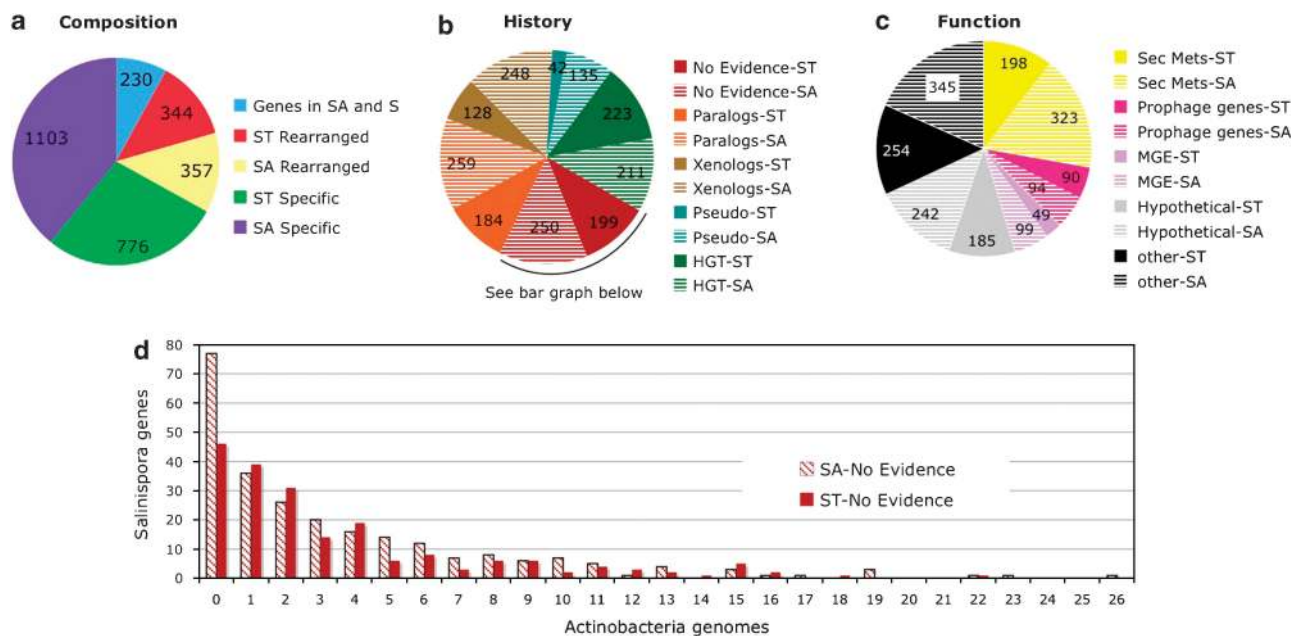 a Composition
230
344
357
776
1103
Genes in SA and S
ST Rearranged
SA Rearranged
ST Specific
SA Specific
b History
42
135
223
211
199
250
184
259
128
248
See bar graph below
No Evidence-ST
No Evidence-SA
Paralogs-ST
Paralogs-SA
Xenologs-ST
Xenologs-SA
Pseudo-ST
Pseudo-SA
HGT-ST
HGT-SA
c Function
198
323
90
94
49
99
185
242
254
345
Sec Mets-ST
Sec Mets-SA
Prophage genes-ST
Prophage genes-SA
MGE-ST
MGE-SA
Hypothetical-ST
Hypothetical-SA
other-ST
other-SA
d
80
70
60
50
40
30
20
10
0
Salinispora genes
SA-No Evidence
ST-No Evidence
0 1 2 3 4 5 6 7 8 9 10 11 12 13 14 15 16 17 18 19 20 21 22 23 24 25 26
Actinobacteria genomes